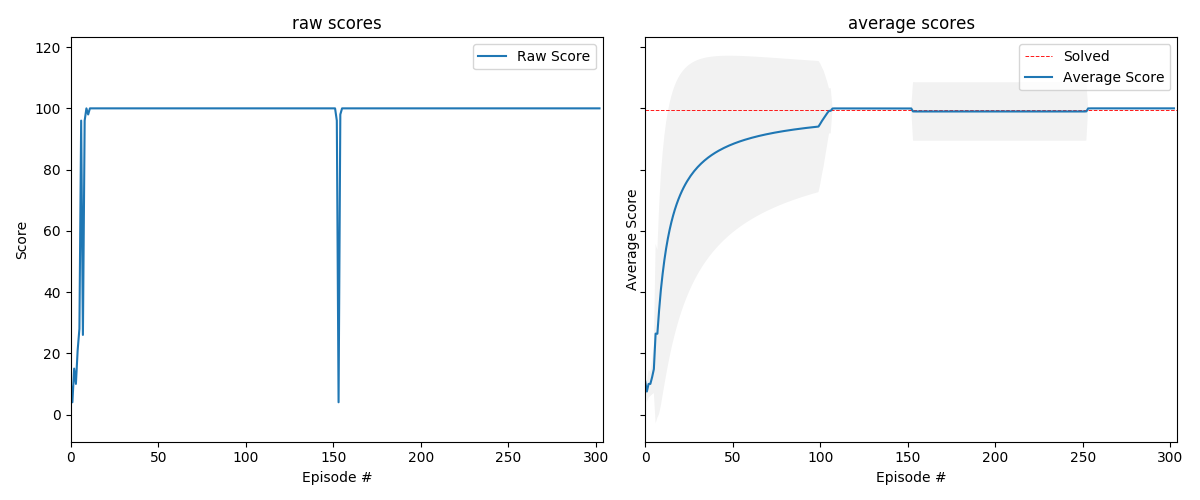 raw scores
Raw Score
Score
120
100
80
60
40
20
0
0 50 100 150 200 250 300
Episode #
average scores
Solved
Average Score
Average Score
0 50 100 150 200 250 300
Episode #